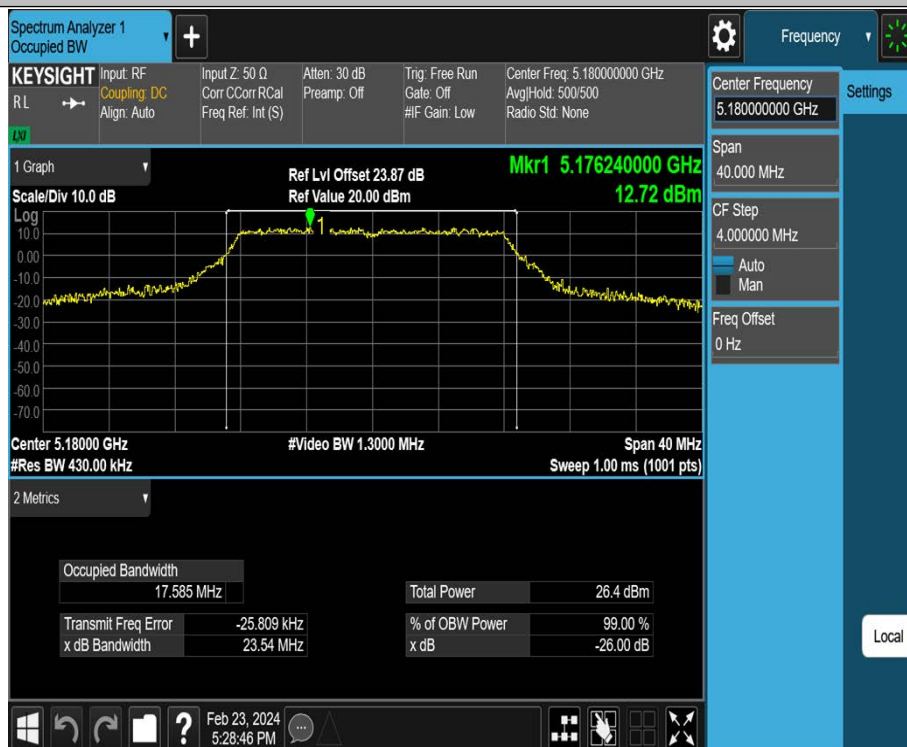 Spectrum Analyzer 1
Occupied BW
+
Frequency
KEYSIGHT
RL
LXI
Input: RF
Coupling: DC
Align: Auto
Input Z: 50 Ω
Corr CCorr RCal
Freq Ref: Int (S)
Atten: 30 dB
Preamp: Off
Trig: Free Run
Gate: Off
#IF Gain: Low
Center Freq: 5.180000000 GHz
Avg|Hold: 500/500
Radio Std: None
Center Frequency
5.180000000 GHz
Settings
Span
40.000 MHz
CF Step
4.000000 MHz
Auto
Man
Freq Offset
0 Hz
Local
1 Graph
Scale/Div 10.0 dB
Ref Lvl Offset 23.87 dB
Ref Value 20.00 dBm
Mkr1 5.176240000 GHz
12.72 dBm
Log
1
10.0
0.00
-10.0
-20.0
-30.0
-40.0
-50.0
-60.0
-70.0
Center 5.18000 GHz
#Video BW 1.3000 MHz
Span 40 MHz
#Res BW 430.00 kHz
Sweep 1.00 ms (1001 pts)
2 Metrics
Occupied Bandwidth
17.585 MHz
Total Power 26.4 dBm
Transmit Freq Error -25.809 kHz
% of OBW Power 99.00 %
x dB Bandwidth 23.54 MHz
x dB -26.00 dB
?
Feb 23, 2024
5:28:46 PM